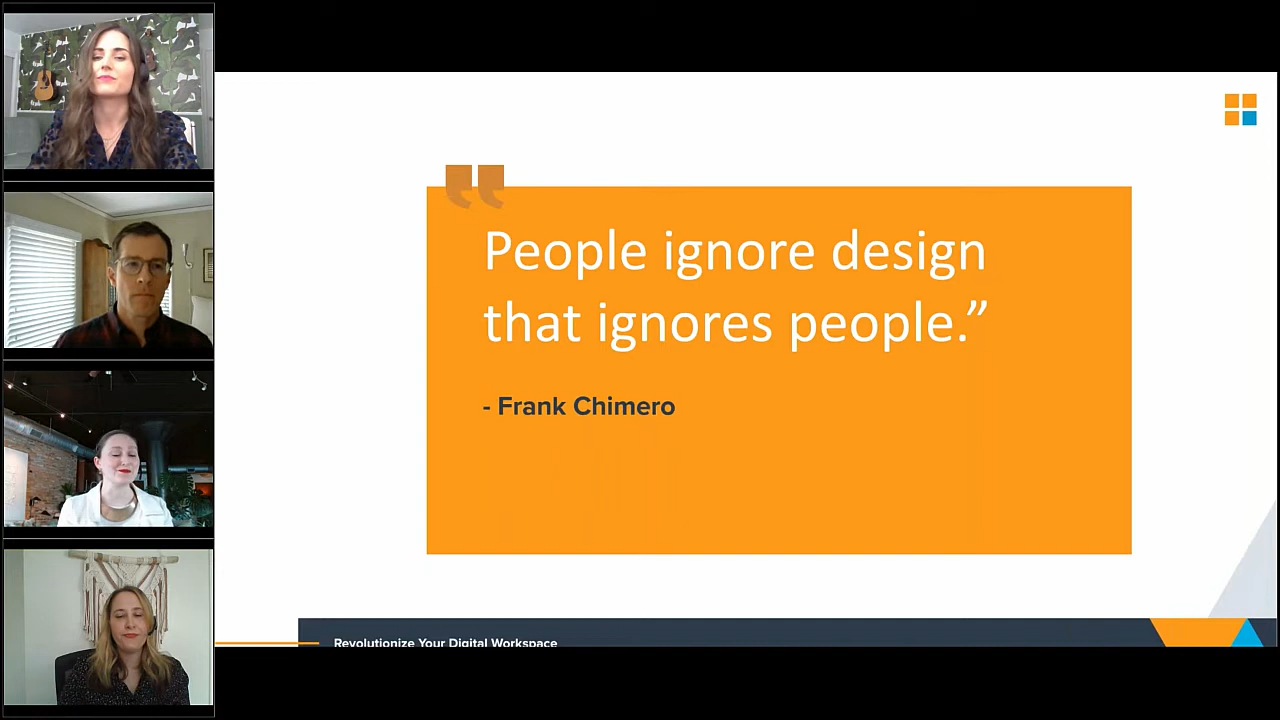 People ignore design
that ignores people.”
- Frank Chimero
Revolutionize Your Digital Workspace